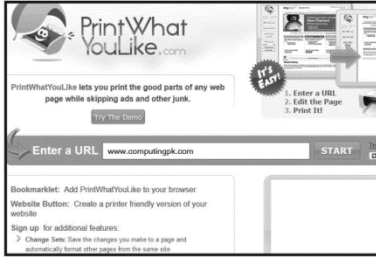 PrintWhat
YouLike.com
PrintWhatYouLike lets you print the good parts of any web
page while skipping ads and other junk.
Try The Demo
It's
EASY!
1. Enter a URL
2. Edit the Page
3. Print It!
Enter a URL www.computingpk.com START
Bookmarklet: Add PrintWhatYouLike to your browser
Website Button: Create a printer friendly version of your
website
Sign up for additional features:
> Change Sets: Save the changes you make to a page and
automatically format other pages from the same site